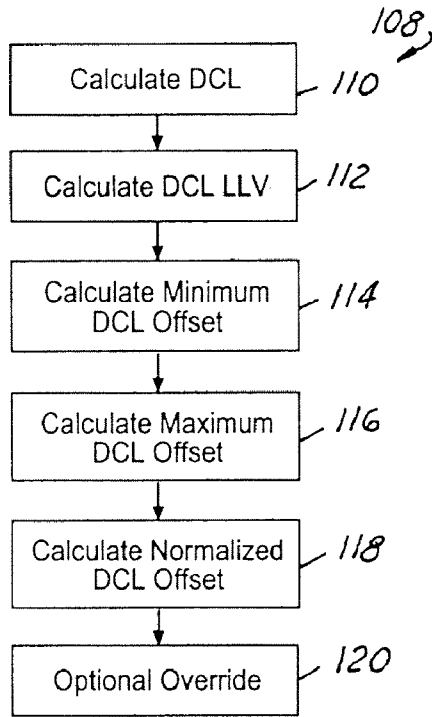 108
Calculate DCL
110
Calculate DCL LLV
112
Calculate Minimum
DCL Offset
114
Calculate Maximum
DCL Offset
116
Calculate Normalized
DCL Offset
118
Optional Override
120